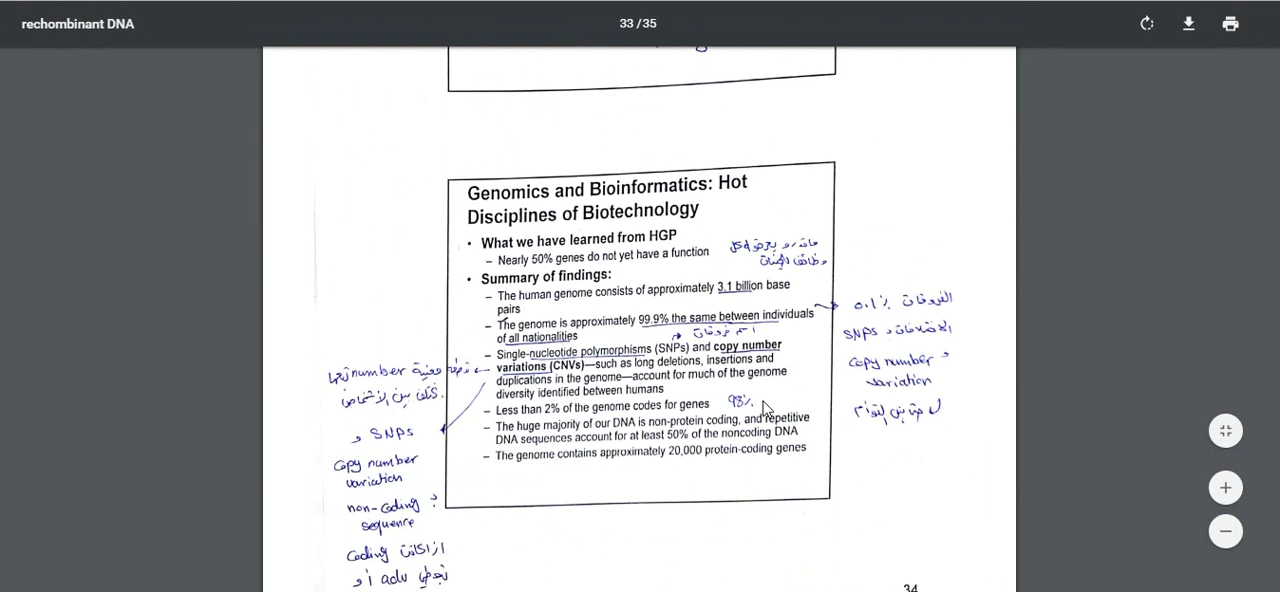 rechombinant DNA
33 / 35
Genomics and Bioinformatics: Hot
Disciplines of Biotechnology
• What we have learned from HGP
– Nearly 50% genes do not yet have a function
وظائف الجينات
• Summary of findings:
– The human genome consists of approximately 3.1 billion base
pairs
– The genome is approximately 99.9% the same between individuals
of all nationalities
الفروقات 0.1%
الاختلافات SNPs
copy number
variation
– Single-nucleotide polymorphisms (SNPs) and copy number
variations (CNVs)—such as long deletions, insertions and
duplications in the genome—account for much of the genome
diversity identified between humans
number
SNPs و
copy number
variation
non-coding
sequence
– Less than 2% of the genome codes for genes
98%
– The huge majority of our DNA is non-protein coding, and repetitive
DNA sequences account for at least 50% of the noncoding DNA
– The genome contains approximately 20,000 protein-coding genes
coding
adv
34